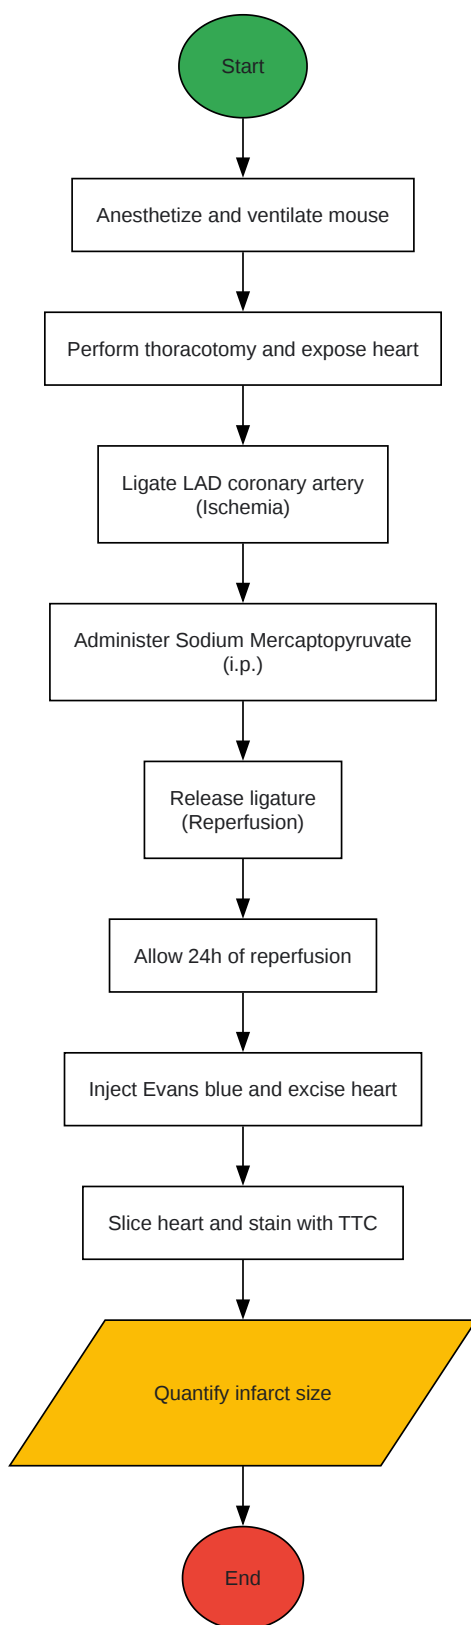 Start
Anesthetize and ventilate mouse
Perform thoracotomy and expose heart
Ligate LAD coronary artery
(Ischemia)
Administer Sodium Mercaptopyruvate
(i.p.)
Release ligature
(Reperfusion)
Allow 24h of reperfusion
Inject Evans blue and excise heart
Slice heart and stain with TTC
Quantify infarct size
End